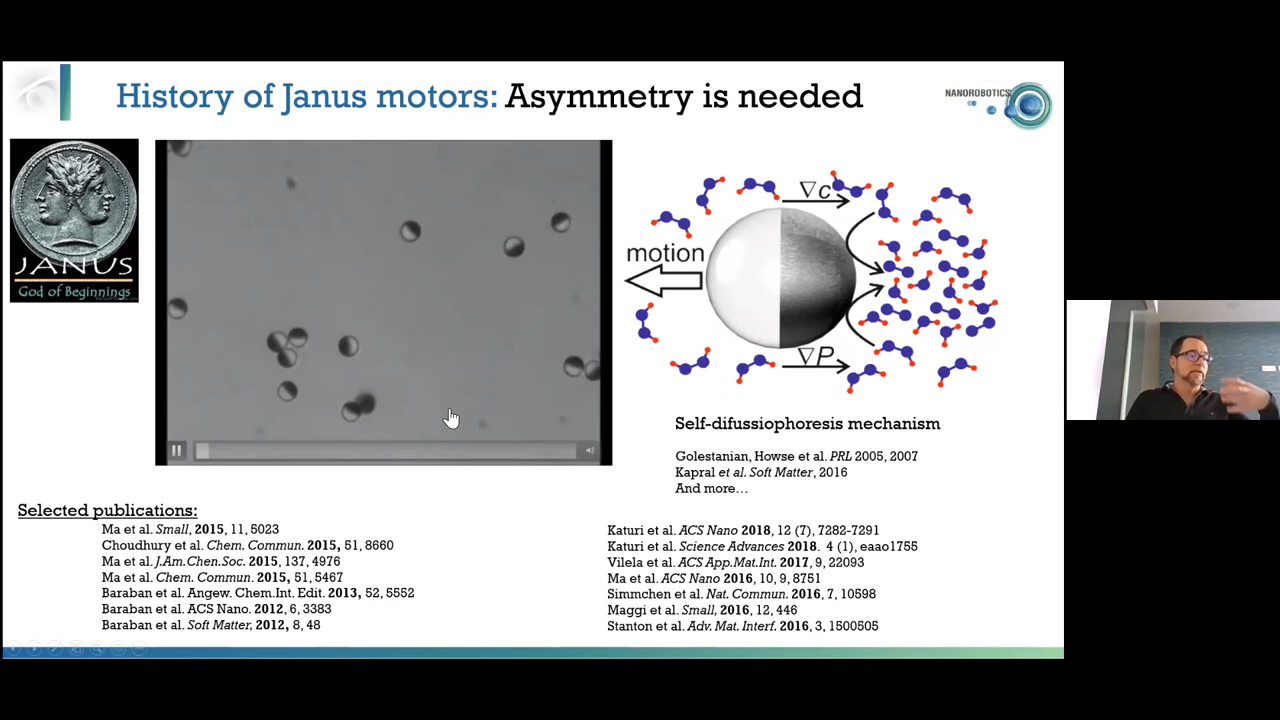 History of Janus motors: Asymmetry is needed
NANOROBOTICS
JANUS
God of Beginnings
∇c
motion
∇P
Self-difussiophoresis mechanism
Golestanian, Howse et al. PRL 2005, 2007
Kapral et al. Soft Matter, 2016
And more…
Selected publications:
Ma et al. Small, 2015, 11, 5023
Choudhury et al. Chem. Commun. 2015, 51, 8660
Ma et al. J.Am.Chen.Soc. 2015, 137, 4976
Ma et al. Chem. Commun. 2015, 51, 5467
Baraban et al. Angew. Chem.Int. Edit. 2013, 52, 5552
Baraban et al. ACS Nano. 2012, 6, 3383
Baraban et al. Soft Matter, 2012, 8, 48
Katuri et al. ACS Nano 2018, 12 (7), 7282-7291
Katuri et al. Science Advances 2018. 4 (1), eaao1755
Vilela et al. ACS App.Mat.Int. 2017, 9, 22093
Ma et al. ACS Nano 2016, 10, 9, 8751
Simmchen et al. Nat. Commun. 2016, 7, 10598
Maggi et al. Small, 2016, 12, 446
Stanton et al. Adv. Mat. Interf. 2016, 3, 1500505